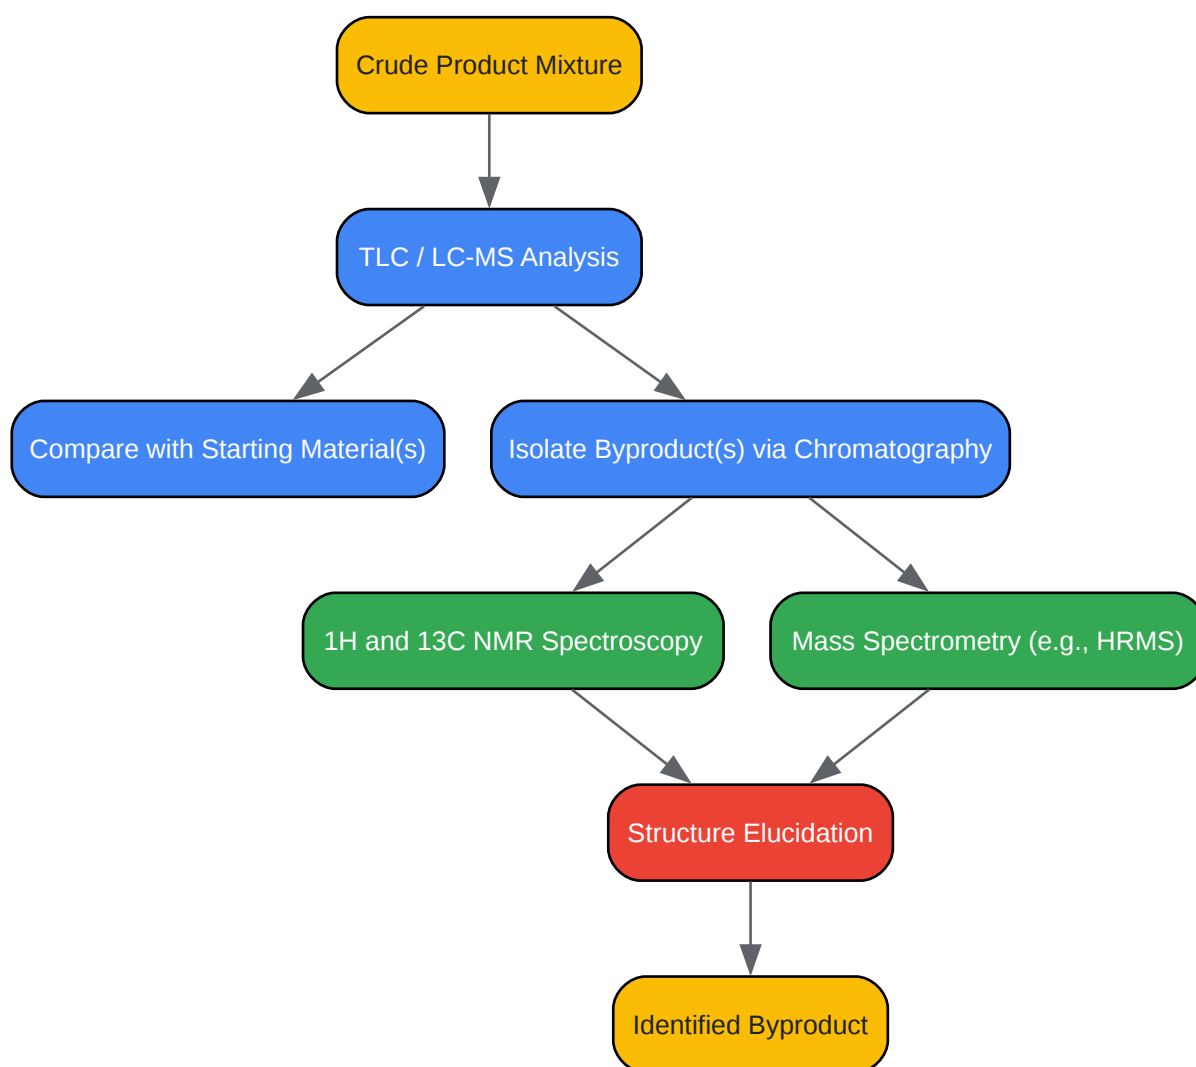 Crude Product Mixture
TLC / LC-MS Analysis
Compare with Starting Material(s)
Isolate Byproduct(s) via Chromatography
1H and 13C NMR Spectroscopy
Mass Spectrometry (e.g., HRMS)
Structure Elucidation
Identified Byproduct